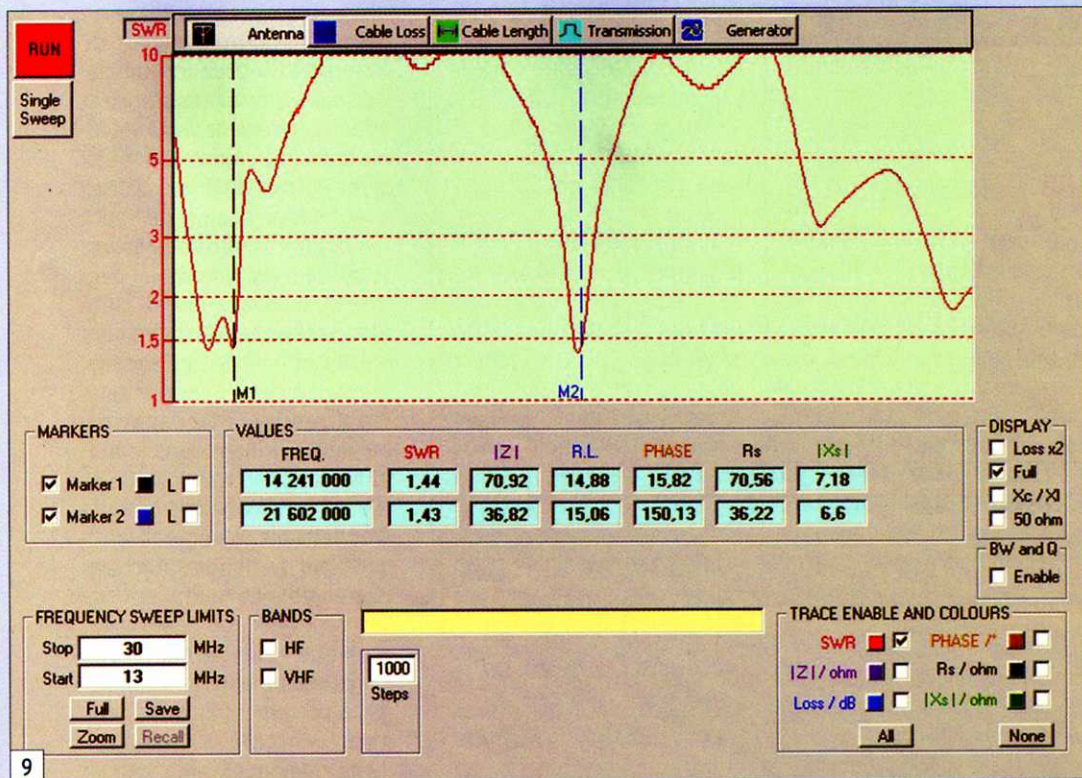 RUN
Single
Sweep
SWR
Antenna
Cable Loss
Cable Length
Transmission
Generator
10
5
3
2
1,5
1
M1
M2
MARKERS
Marker 1 L
Marker 2 L
VALUES
FREQ. SWR |Z| R.L. PHASE Rs |Xs|
14 241 000 1,44 70,92 14,88 15,82 70,56 7,18
21 602 000 1,43 36,82 15,06 150,13 36,22 6,6
DISPLAY
Loss x2
Full
Xc / Xl
50 ohm
BW and Q
Enable
FREQUENCY SWEEP LIMITS
Stop 30 MHz
Start 13 MHz
Full Save
Zoom Recall
BANDS
HF
VHF
1000
Steps
TRACE ENABLE AND COLOURS
SWR PHASE /°
|Z| / ohm Rs / ohm
Loss / dB |Xs| / ohm
All None
9